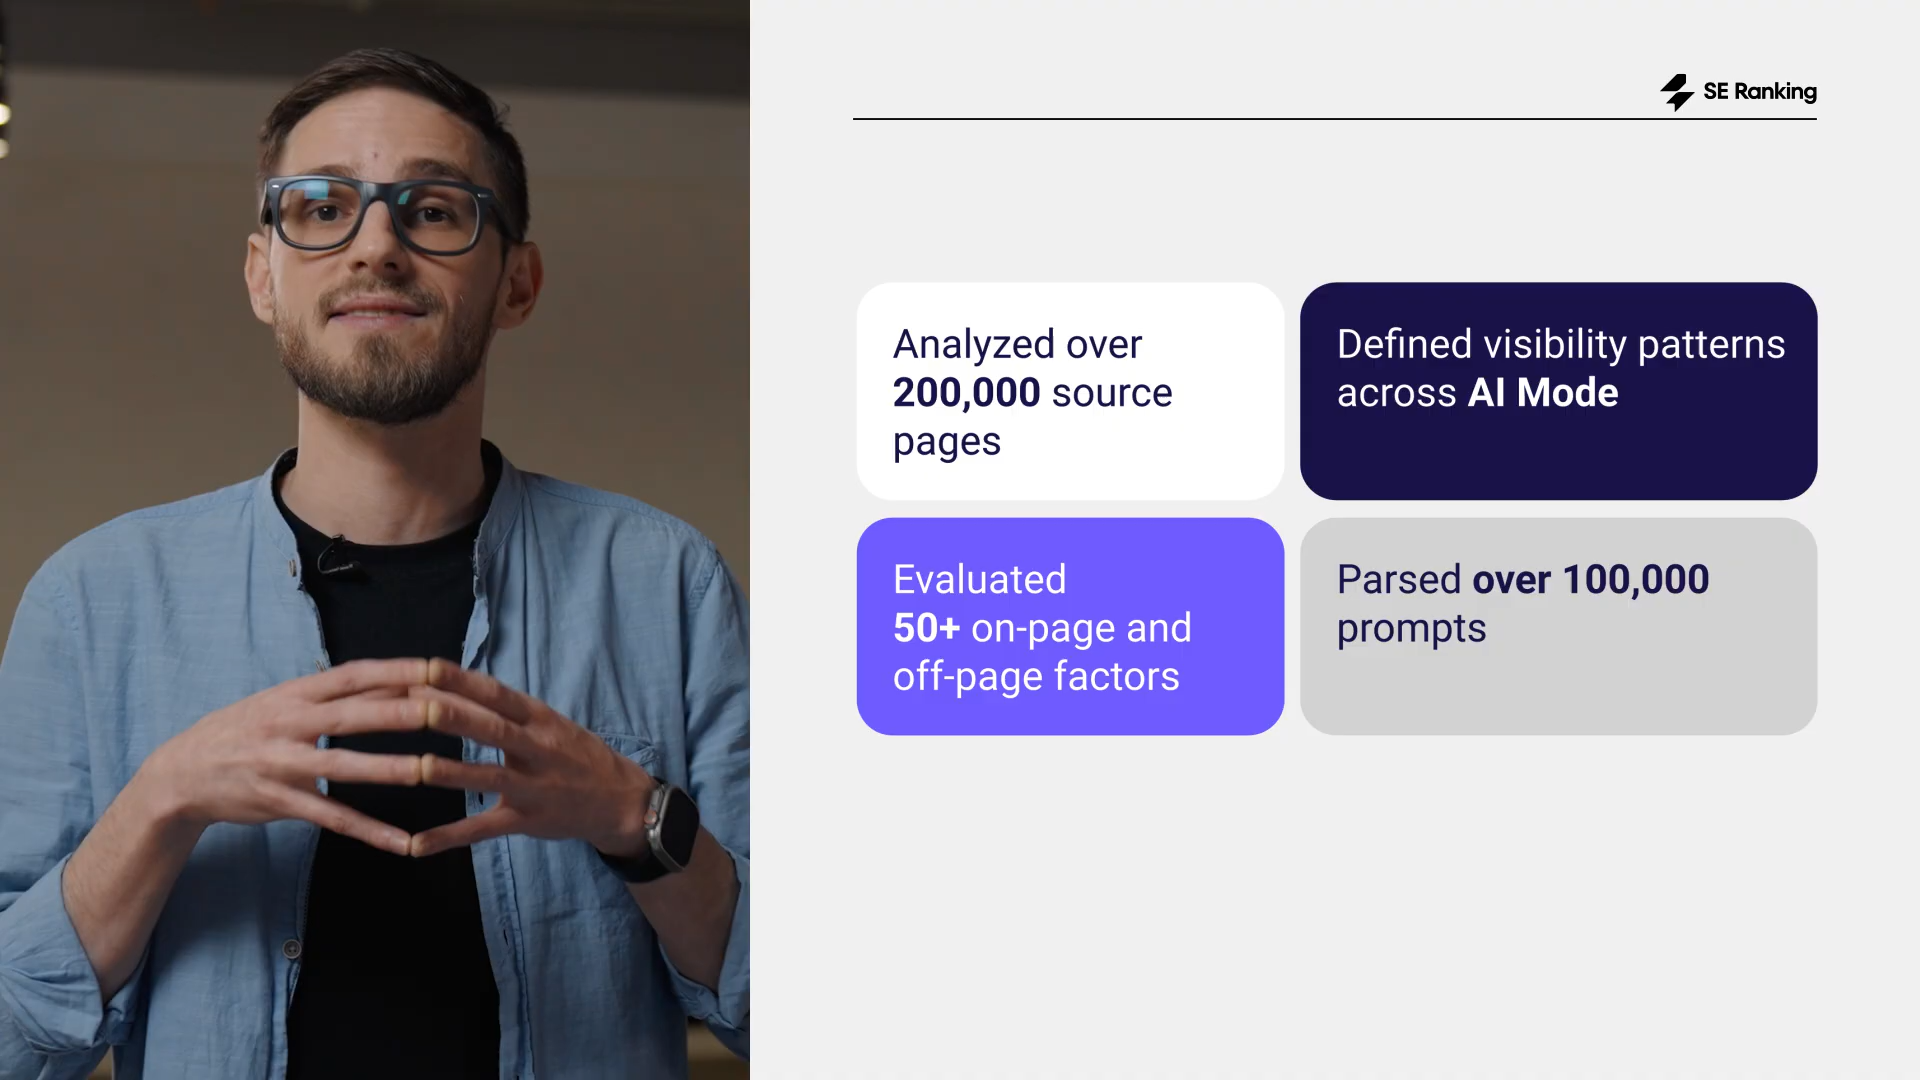 SE Ranking
Analyzed over
200,000 source
pages
Defined visibility patterns
across AI Mode
Evaluated
50+ on-page and
off-page factors
Parsed over 100,000
prompts